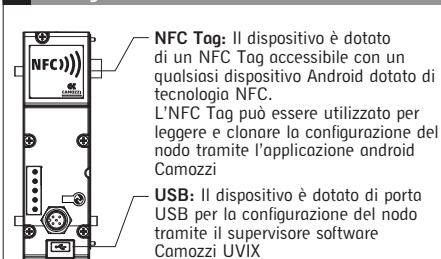 NFC
CAMOZZI
NFC Tag: Il dispositivo è dotato
di un NFC Tag accessibile con un
qualsiasi dispositivo Android dotato di
tecnologia NFC.
L'NFC Tag può essere utilizzato per
leggere e clonare la configurazione del
nodo tramite l'applicazione android
Camozzi
USB: Il dispositivo è dotato di porta
USB per la configurazione del nodo
tramite il supervisore software
Camozzi UVIX